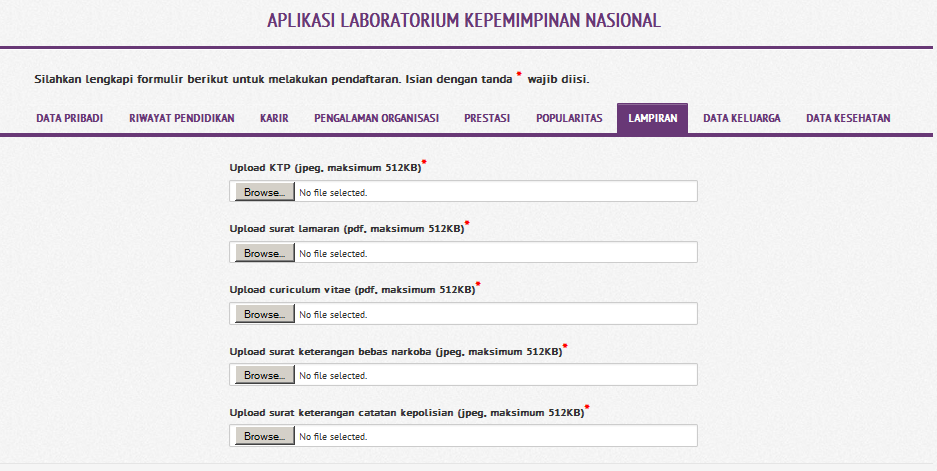 APLIKASI LABORATORIUM KEPEMIMPINAN NASIONAL
Silahkan lengkapi formulir berikut untuk melakukan pendaftaran. Isian dengan tanda * wajib diisi.
DATA PRIBADI RIWAYAT PENDIDIKAN KARIR PENGALAMAN ORGANISASI PRESTASI POPULARITAS LAMPIRAN DATA KELUARGA DATA KESEHATAN
Upload KTP (jpeg, maksimum 512KB)*
Browse... No file selected.
Upload surat lamaran (pdf, maksimum 512KB)*
Browse... No file selected.
Upload curiculum vitae (pdf, maksimum 512KB)*
Browse... No file selected.
Upload surat keterangan bebas narkoba (jpeg, maksimum 512KB)*
Browse... No file selected.
Upload surat keterangan catatan kepolisian (jpeg, maksimum 512KB)*
Browse... No file selected.